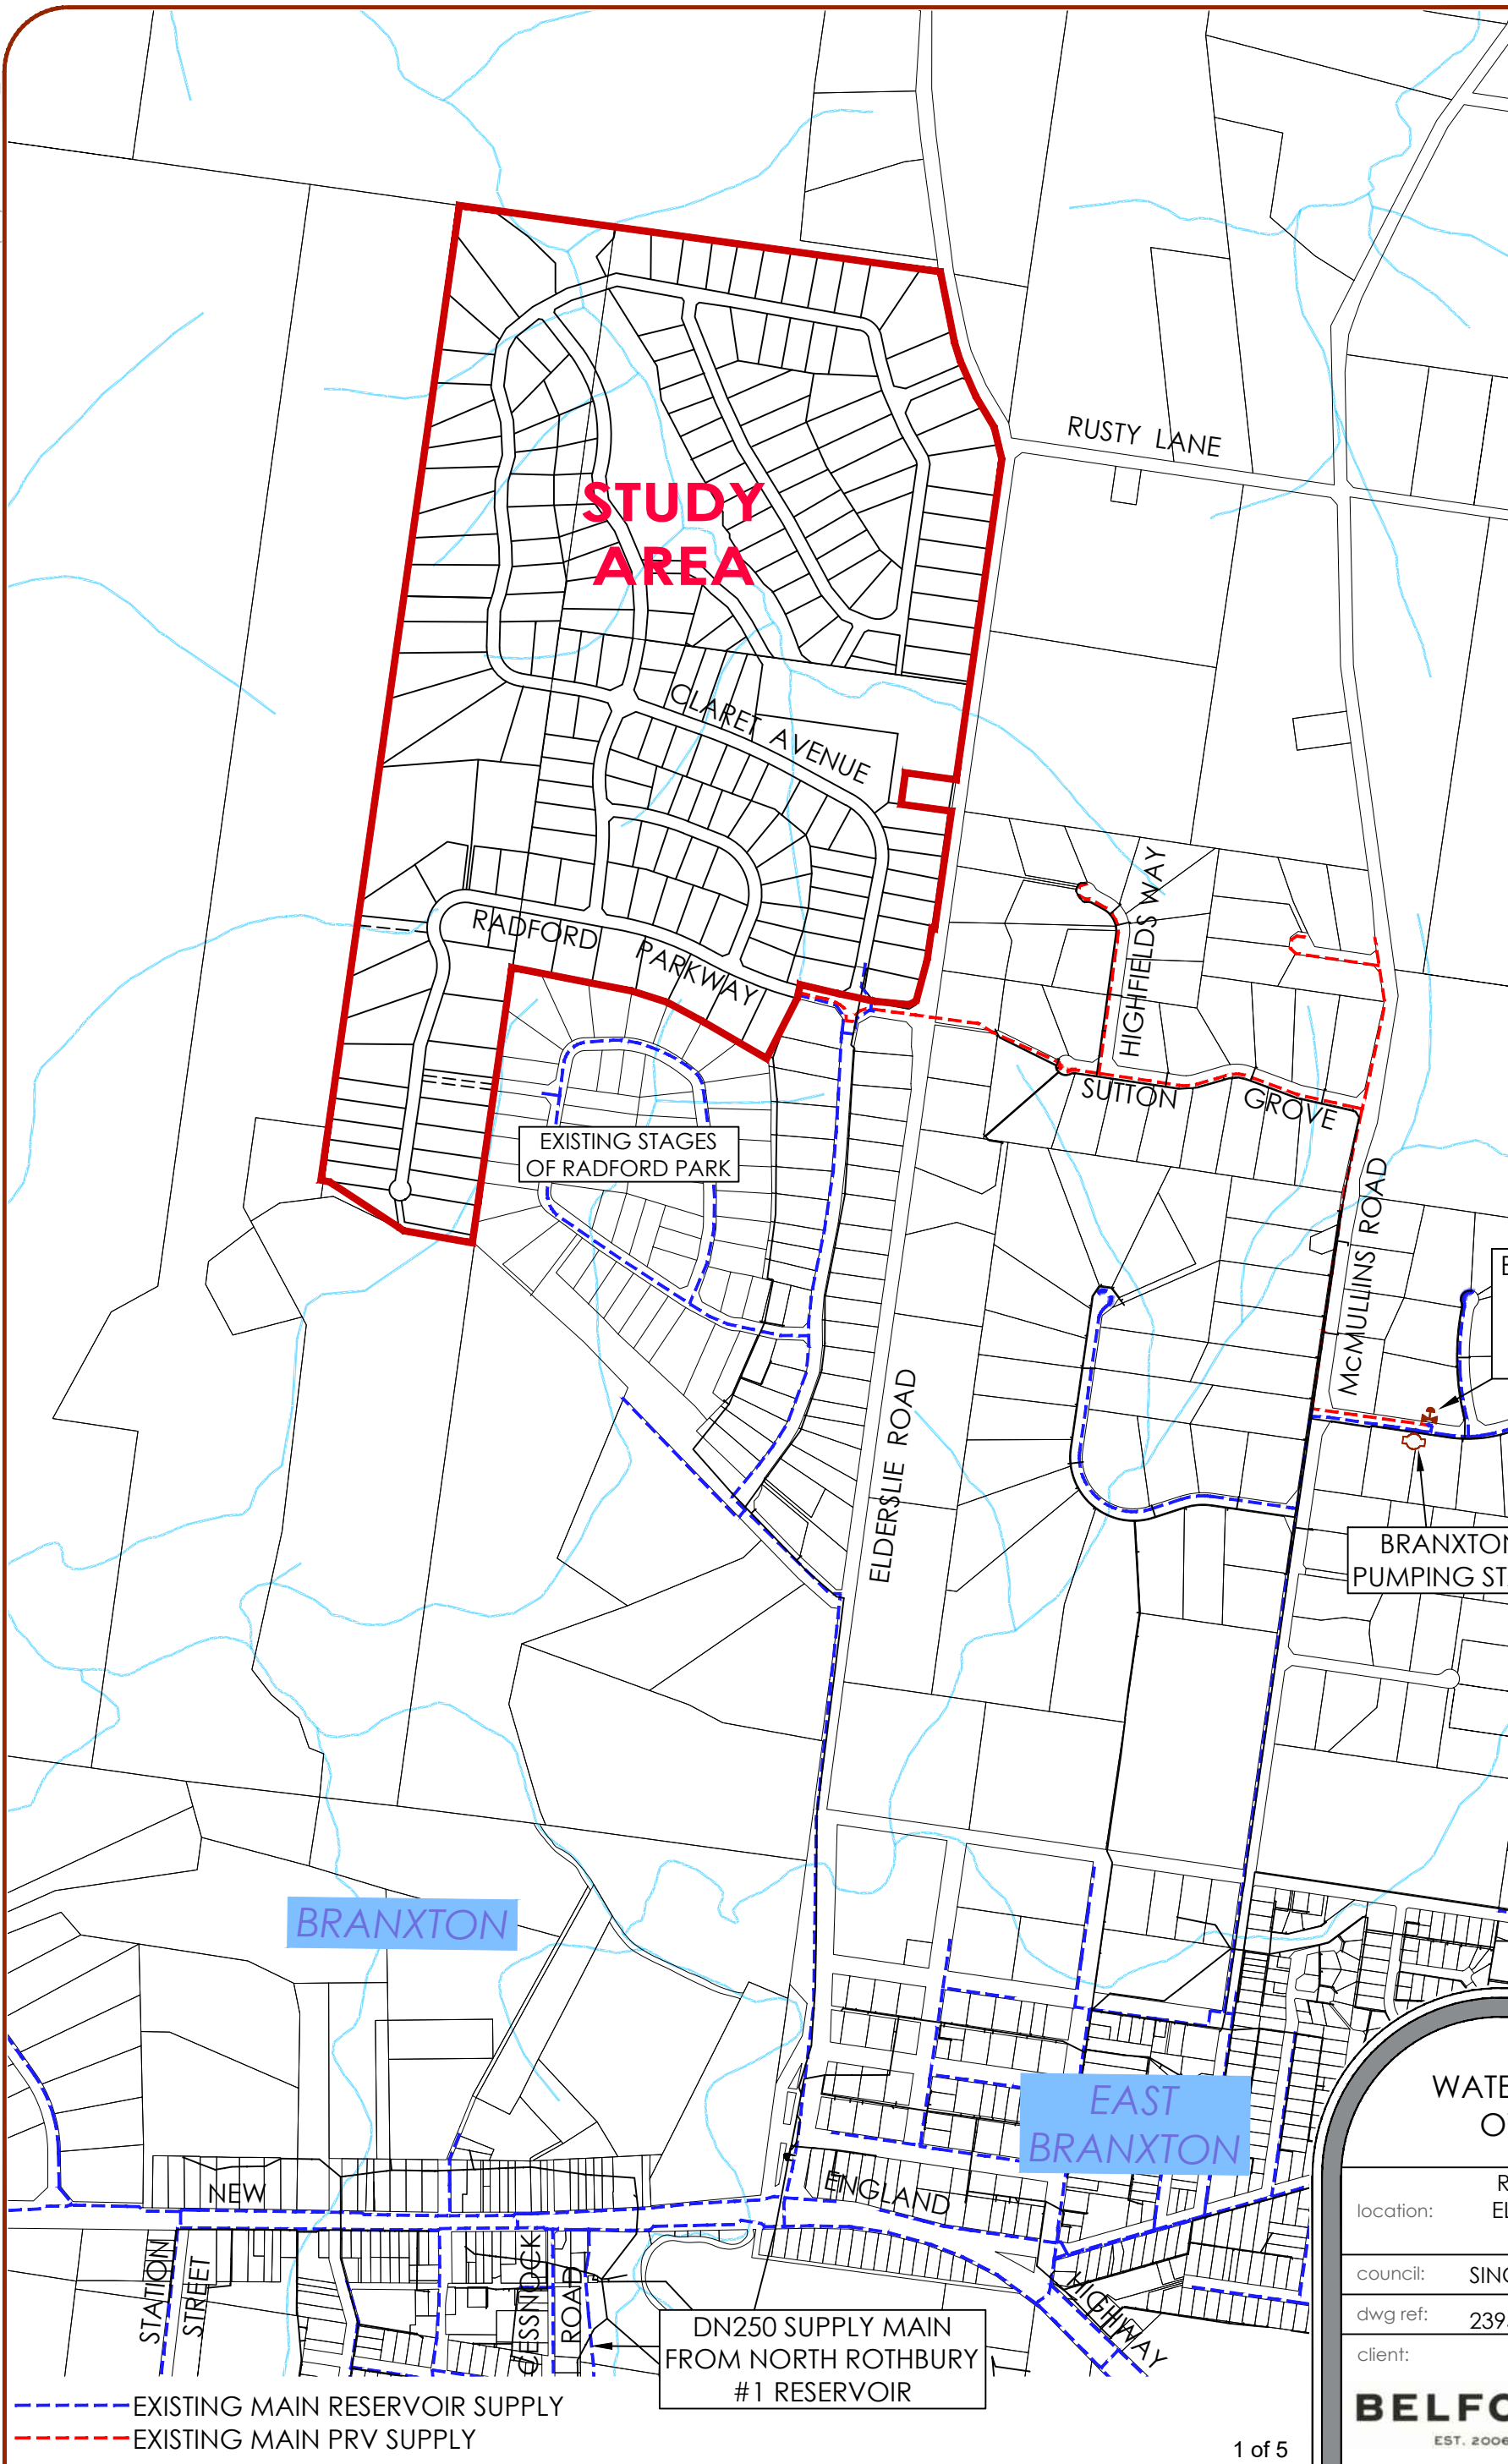 RUSTY LANE
STUDY
AREA
CLARET AVENUE
HIGHFIELDS WAY
RADFORD PARKWAY
SUTTON GROVE
EXISTING STAGES
OF RADFORD PARK
McMULLINS ROAD
ELDERSLIE ROAD
BRANXTON
PUMPING
BRANXTON
EAST
BRANXTON
NEW ENGLAND HIGHWAY
STATION
STREET
CESSNOCK
ROAD
DN250 SUPPLY MAIN
FROM NORTH ROTHBURY
#1 RESERVOIR
EXISTING MAIN RESERVOIR SUPPLY
EXISTING MAIN PRV SUPPLY
1 of 5
location:
council:
dwg ref: 239
client:
EST. 2006